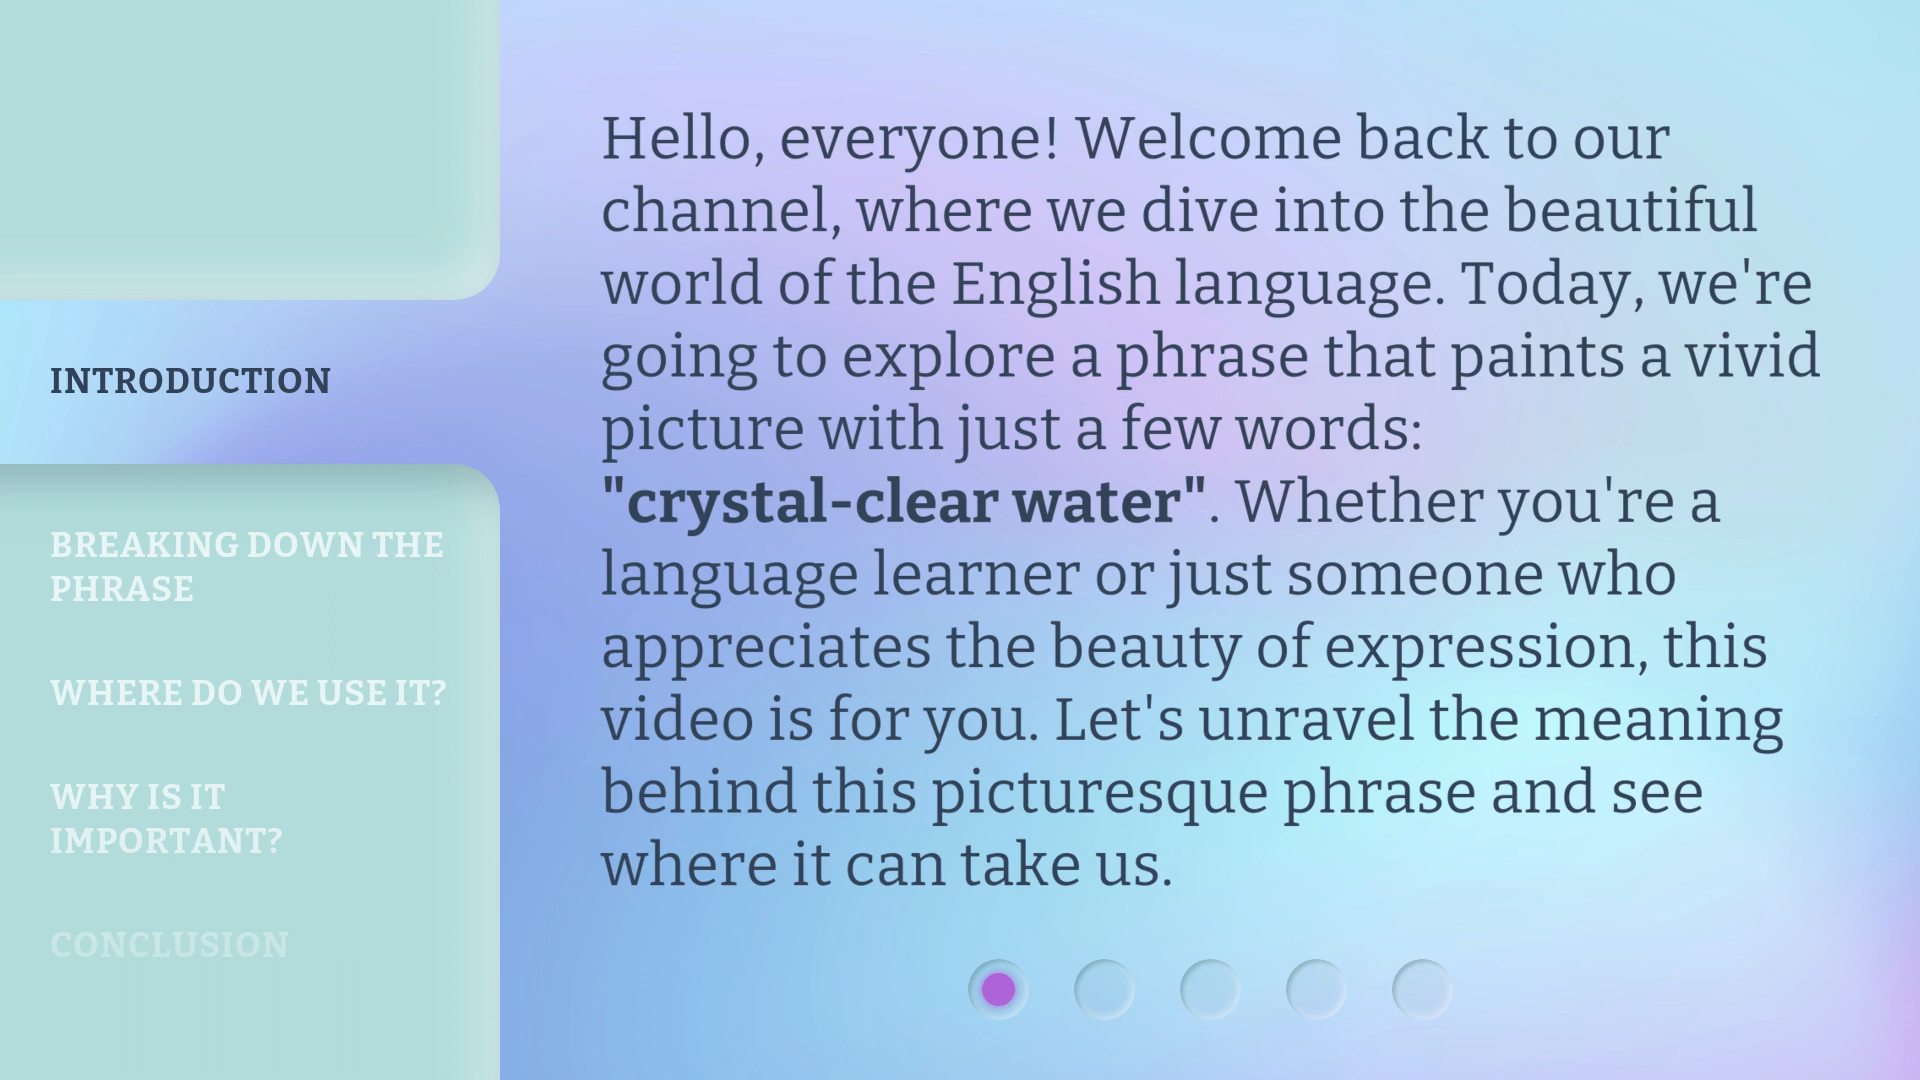 INTRODUCTION
BREAKING DOWN THE
PHRASE
WHERE DO WE USE IT?
WHY IS IT
IMPORTANT?
CONCLUSION
Hello, everyone! Welcome back to our
channel, where we dive into the beautiful
world of the English language. Today, we're
going to explore a phrase that paints a vivid
picture with just a few words:
"crystal-clear water". Whether you're a
language learner or just someone who
appreciates the beauty of expression, this
video is for you. Let's unravel the meaning
behind this picturesque phrase and see
where it can take us.